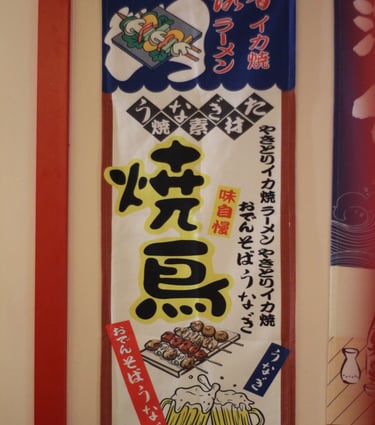 イカ焼
ラーメン
うなぎた
焼素材
焼鳥
味自慢
やきとりイカ焼ラーメンやきとりイカ焼
おでんそばうなぎ
おでんそばうな
うなぎ